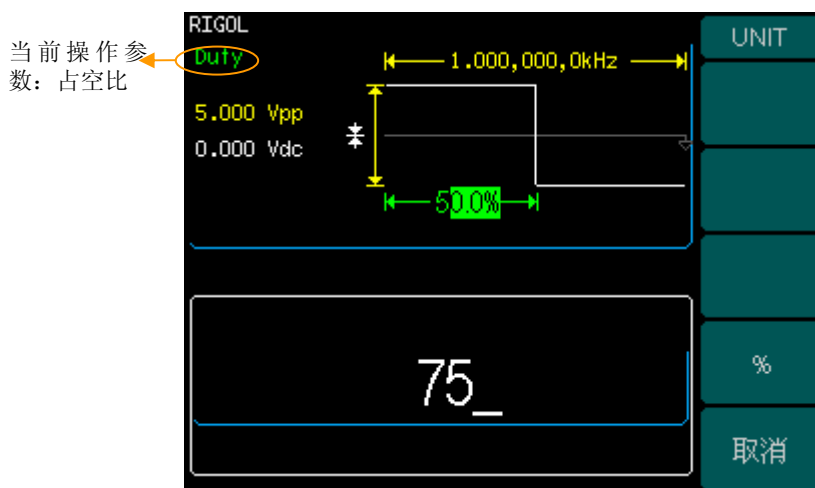 当前操作参
数：占空比
RIGOL
Duty
1.000,000,0kHz
5.000 Vpp
0.000 Vdc
50.0%
75_
UNIT
%
取消